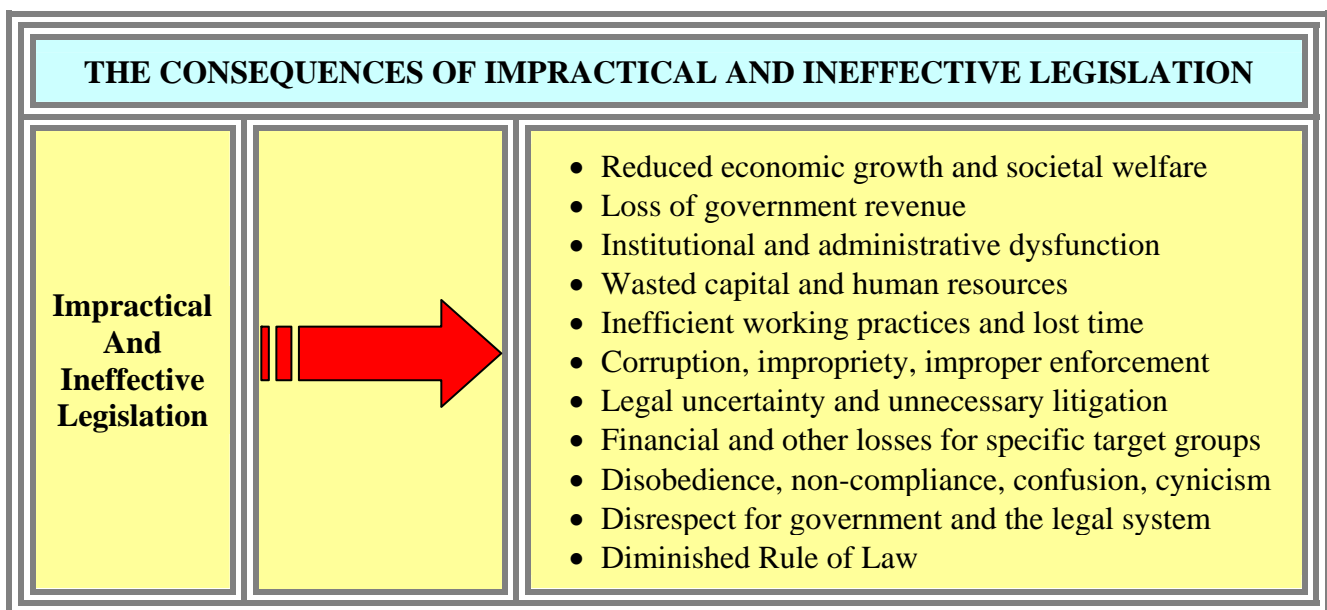 THE CONSEQUENCES OF IMPRACTICAL AND INEFFECTIVE LEGISLATION
Impractical
And
Ineffective
Legislation
• Reduced economic growth and societal welfare
• Loss of government revenue
• Institutional and administrative dysfunction
• Wasted capital and human resources
• Inefficient working practices and lost time
• Corruption, impropriety, improper enforcement
• Legal uncertainty and unnecessary litigation
• Financial and other losses for specific target groups
• Disobedience, non-compliance, confusion, cynicism
• Disrespect for government and the legal system
• Diminished Rule of Law